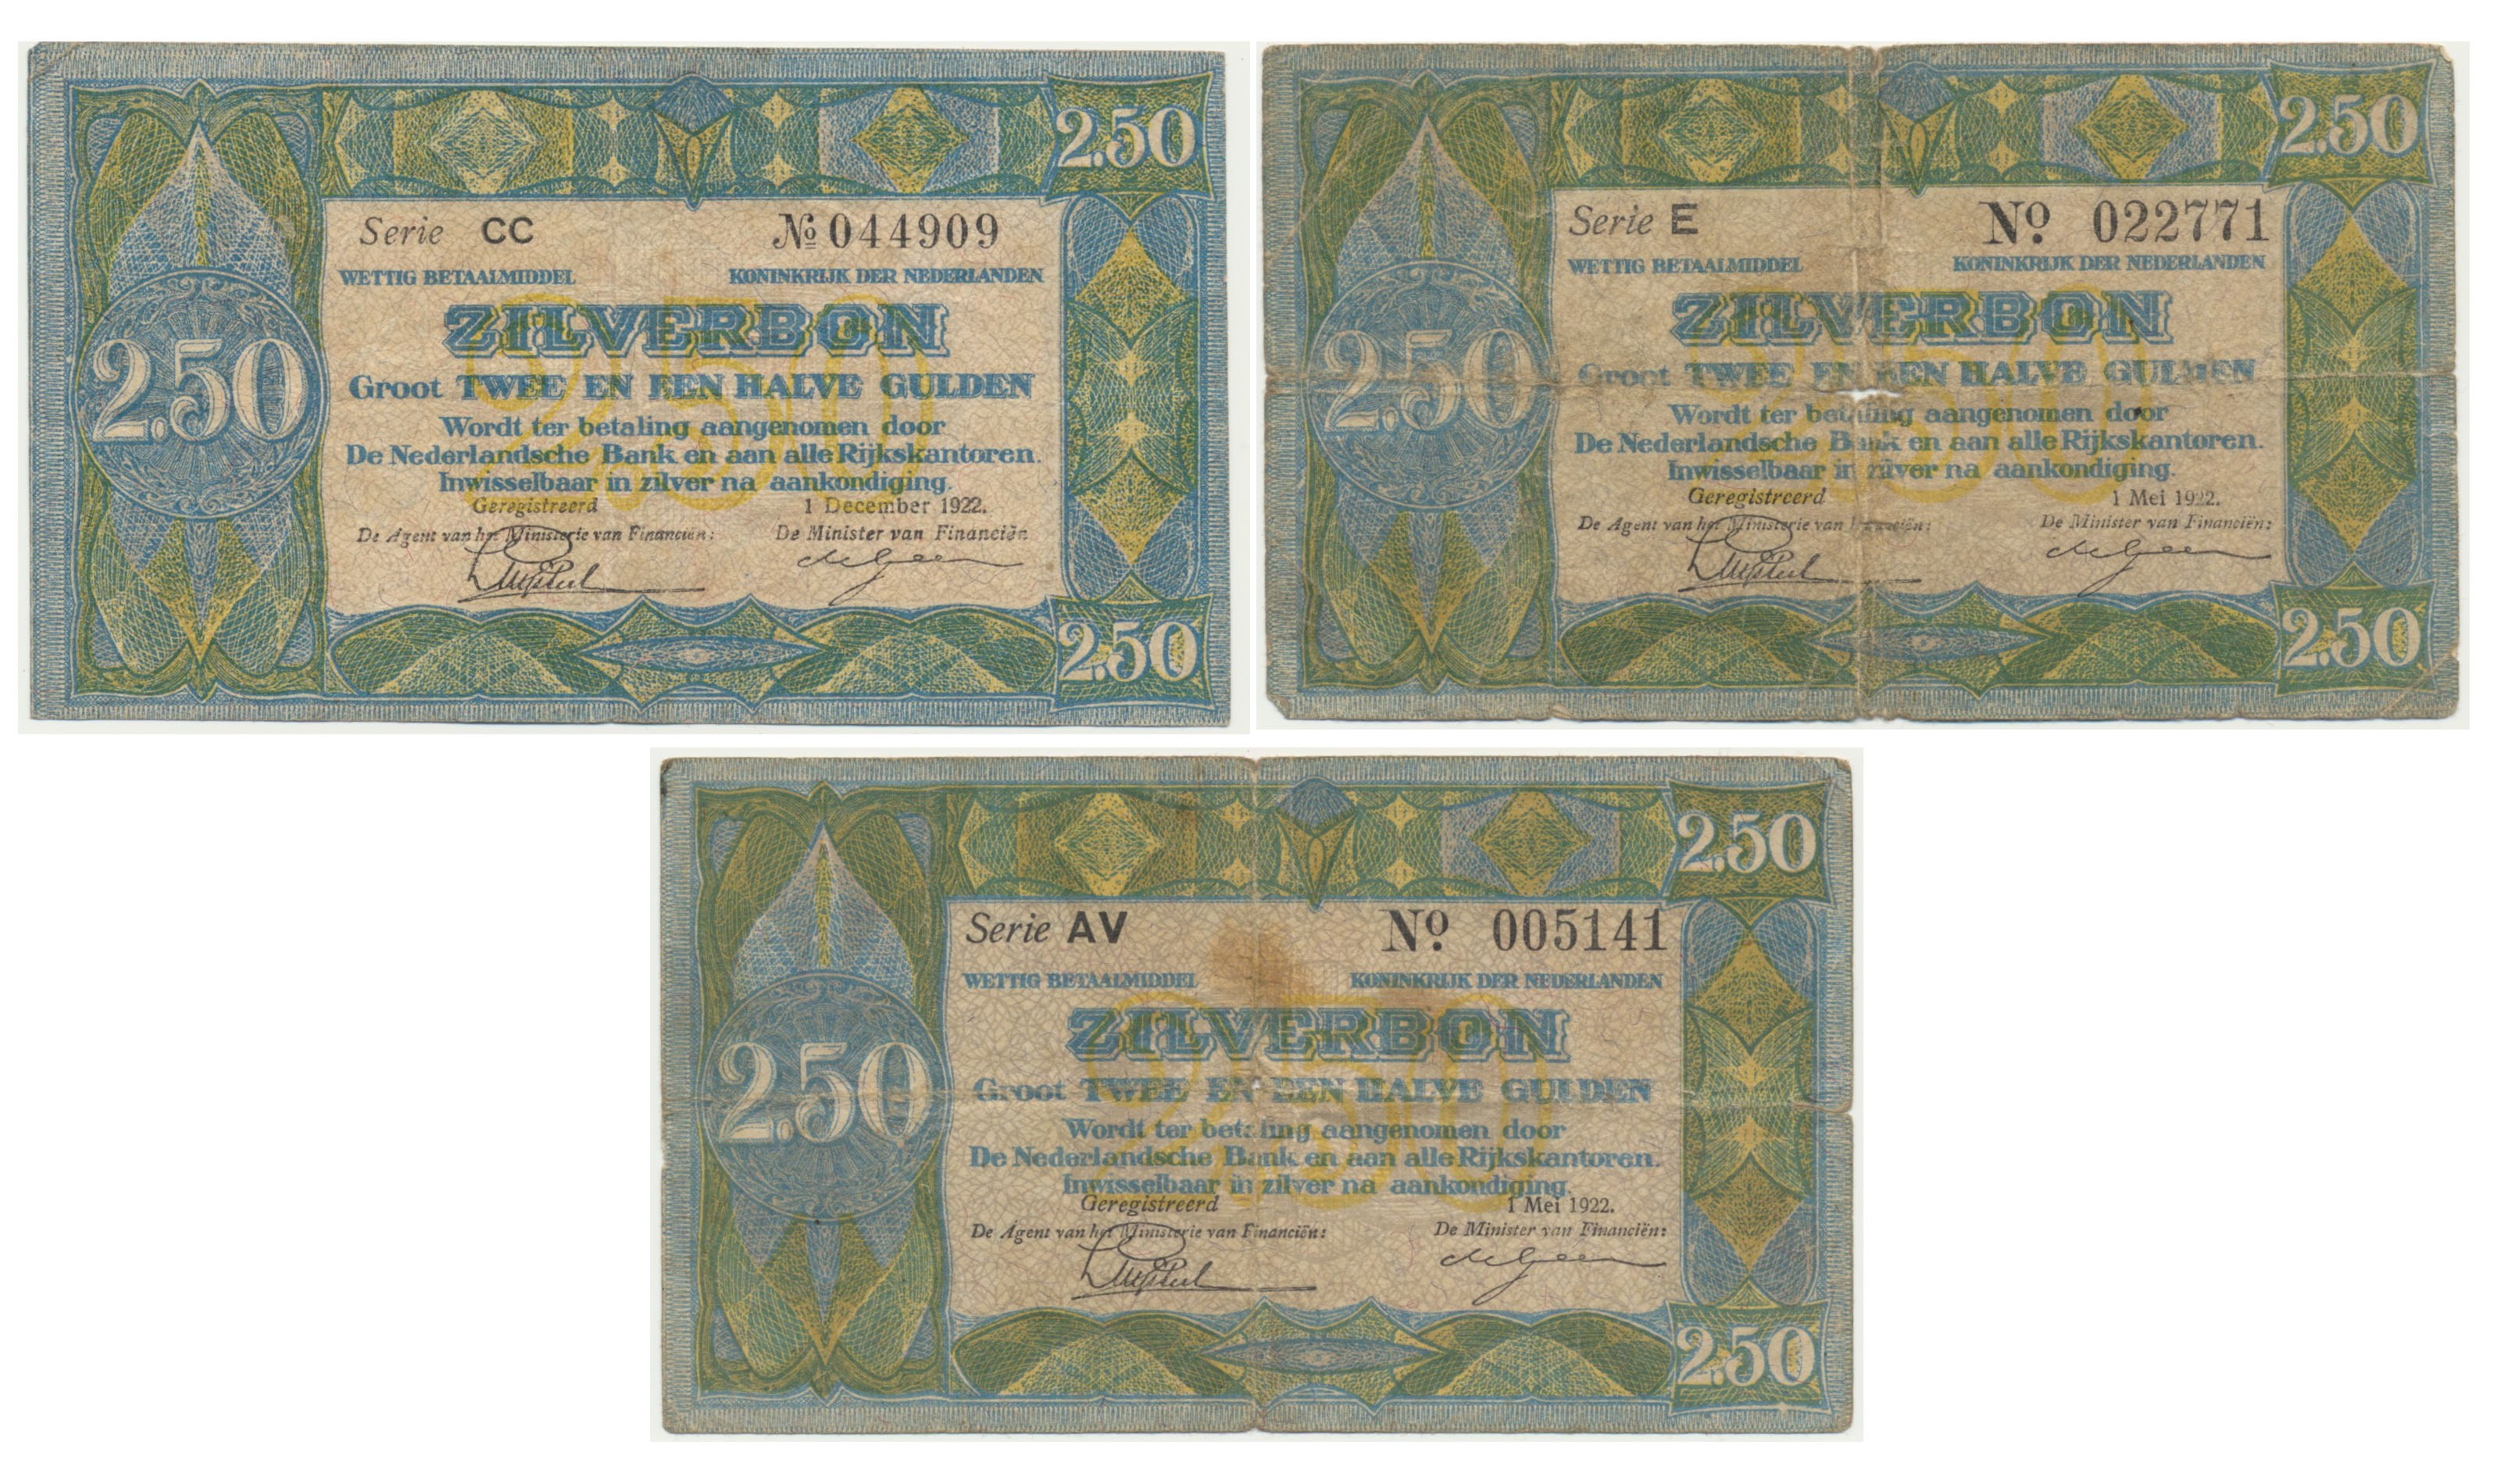 2.50
Serie CC № 044909
WETTIG BETAALMIDDEL KONINKRIJK DER NEDERLANDEN
ZILVERBON
2.50
Groot TWEE EN EEN HALVE GULDEN
Wordt ter betaling aangenomen door
De Nederlandsche Bank en aan alle Rijkskantoren.
Inwisselbaar in zilver na aankondiging.
Geregistreerd 1 December 1922.
De Agent van het Ministerie van Financiën: De Minister van Financiën
de Geer
2.50
2.50
Serie E No. 022771
WETTIG BETAALMIDDEL KONINKRIJK DER NEDERLANDEN
ZILVERBON
2.50
Groot TWEE EN EEN HALVE GULDEN
Wordt ter betaling aangenomen door
De Nederlandsche Bank en aan alle Rijkskantoren.
Inwisselbaar in zilver na aankondiging.
Geregistreerd 1 Mei 1922.
De Agent van het Ministerie van Financiën: De Minister van Financiën:
de Geer
2.50
2.50
Serie AV No. 005141
WETTIG BETAALMIDDEL KONINKRIJK DER NEDERLANDEN
ZILVERBON
2.50
Groot TWEE EN EEN HALVE GULDEN
Wordt ter betaling aangenomen door
De Nederlandsche Bank en aan alle Rijkskantoren.
Inwisselbaar in zilver na aankondiging.
Geregistreerd 1 Mei 1922.
De Agent van het Ministerie van Financiën: De Minister van Financiën:
de Geer
2.50